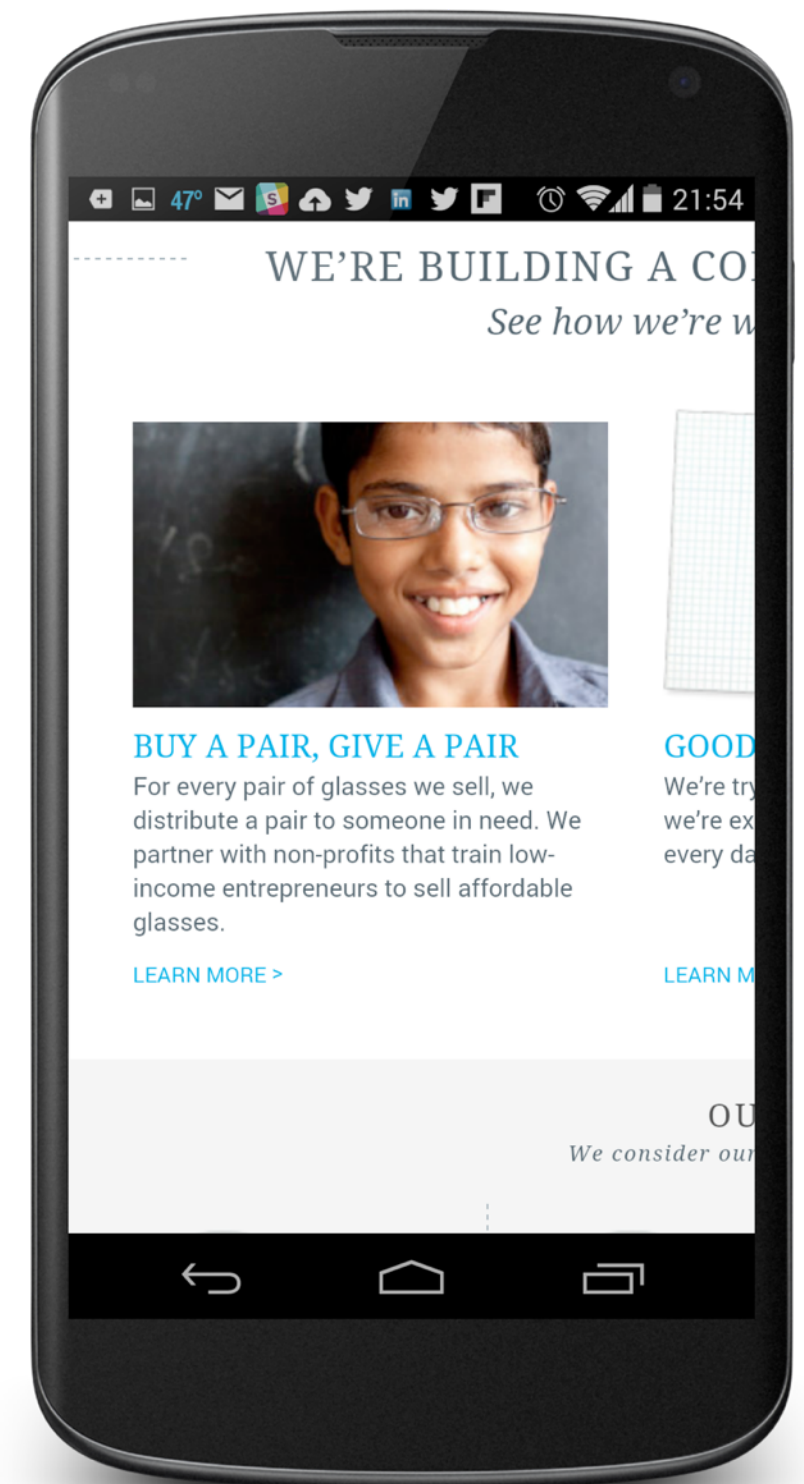 47° S in 21:54
WE’RE BUILDING A CO
See how we’re w
BUY A PAIR, GIVE A PAIR
For every pair of glasses we sell, we
distribute a pair to someone in need. We
partner with non-profits that train low-
income entrepreneurs to sell affordable
glasses.
LEARN MORE >
GOOD
We’re try
we’re ex
every da
LEARN M
OU
We consider our